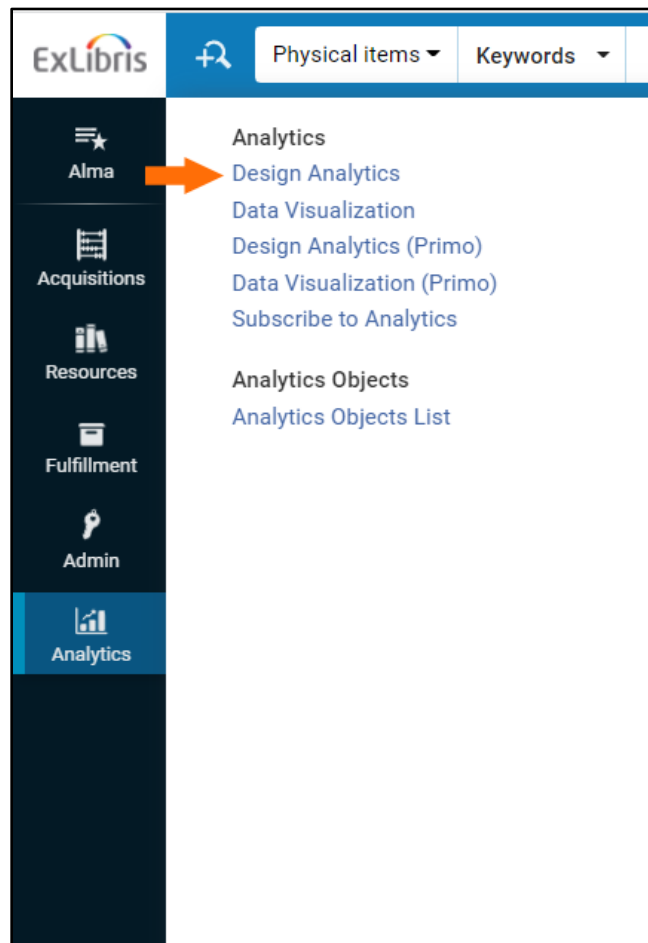 ExLibris
Physical items Keywords
Alma
Acquisitions
Resources
Fulfillment
Admin
Analytics
Analytics
Design Analytics
Data Visualization
Design Analytics (Primo)
Data Visualization (Primo)
Subscribe to Analytics
Analytics Objects
Analytics Objects List